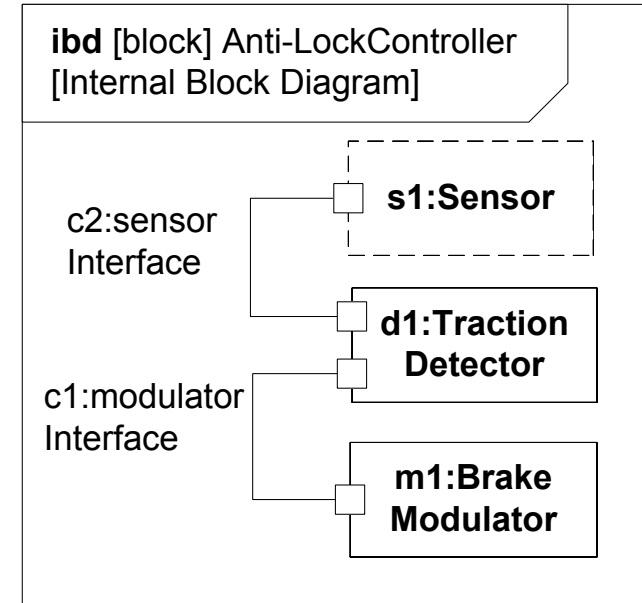 ibd [block] Anti-LockController
[Internal Block Diagram]
s1:Sensor
c2:sensor
Interface
d1:Traction
Detector
c1:modulator
Interface
m1:Brake
Modulator